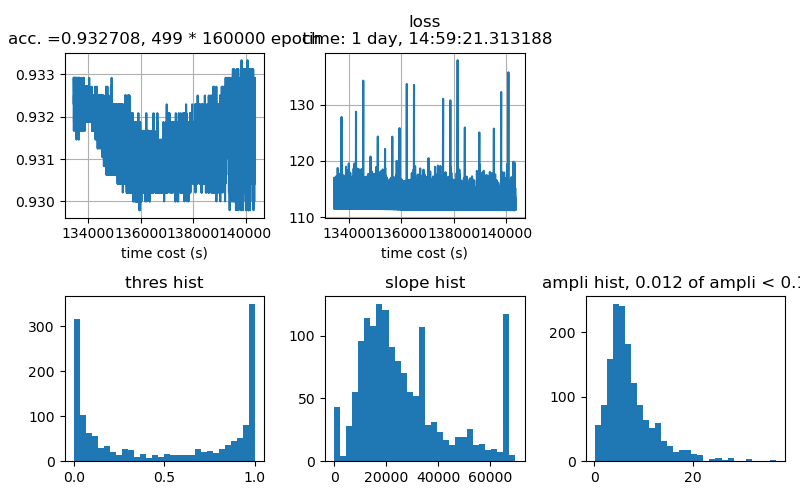 loss
acc. =0.932708, 499 * 160000 epoch
time: 1 day, 14:59:21.313188
0.933
0.932
0.931
0.930
134000 136000 138000 140000
time cost (s)
130
120
110
134000 136000 138000 140000
time cost (s)
thres hist
300
200
100
0
0.0 0.5 1.0
slope hist
100
50
0
0 20000 40000 60000
ampli hist, 0.012 of ampli < 0.1
200
100
0
0 20